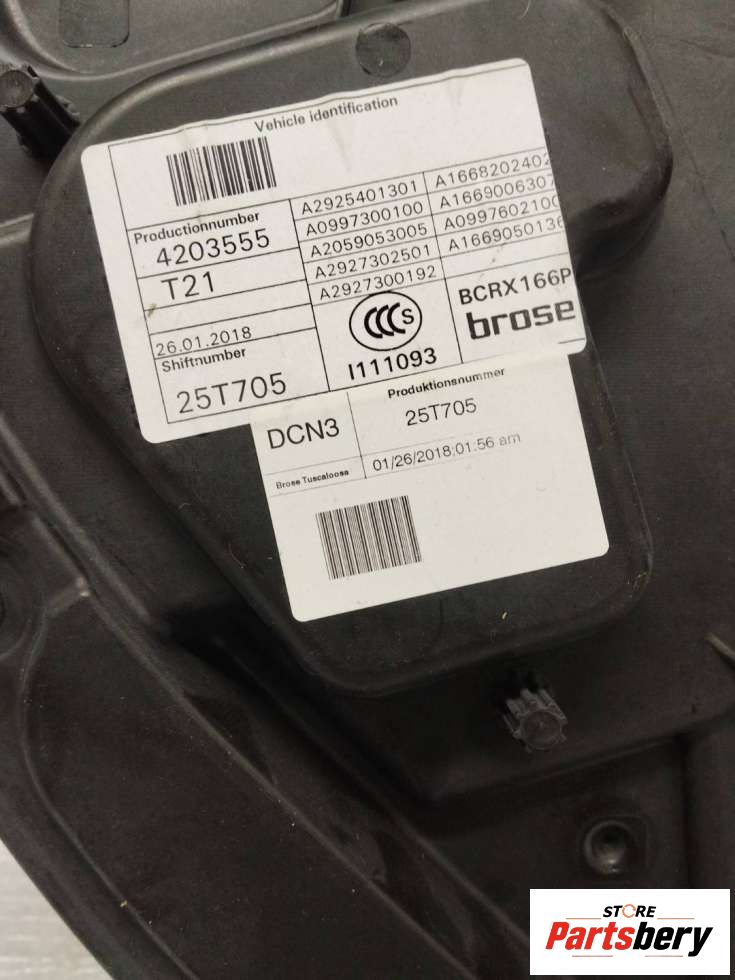 Vehicle identification
Productionnumber
4203555
T21
26.01.2018
Shiftnumber
25T705
A2925401301
A0997300100
A2059053005
A2927302501
A2927300192
A1668202402
A1669006307
A0997602100
A1669050136
CCC S
I111093
BCRX166P
brose
DCN3
Produktionsnummer
25T705
Brose Tuscaloosa
01/26/2018;01:56 am
STORE
Partsbery